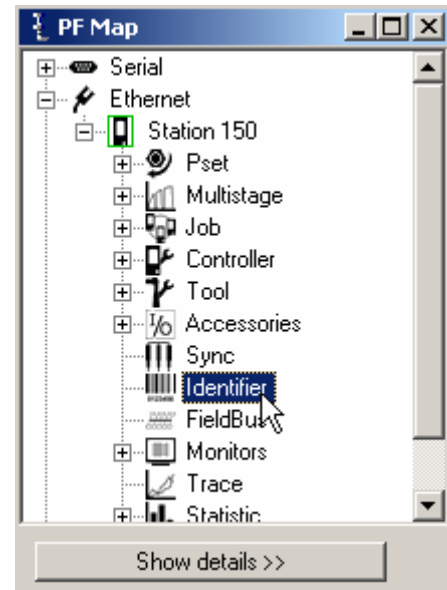 PF Map
Serial
Ethernet
Station 150
Pset
Multistage
Job
Controller
Tool
I/o Accessories
Sync
Identifier
FieldBus
Monitors
Trace
Statistic
Show details >>